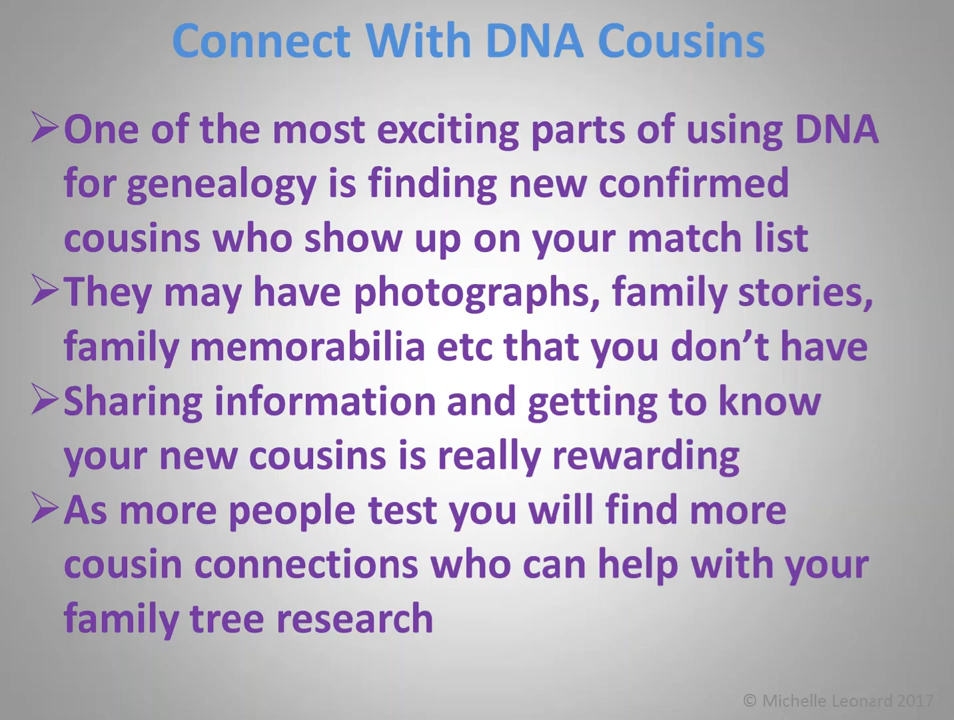 Connect With DNA Cousins
➢One of the most exciting parts of using DNA
for genealogy is finding new confirmed
cousins who show up on your match list
➢They may have photographs, family stories,
family memorabilia etc that you don’t have
➢Sharing information and getting to know
your new cousins is really rewarding
➢As more people test you will find more
cousin connections who can help with your
family tree research
© Michelle Leonard 2017